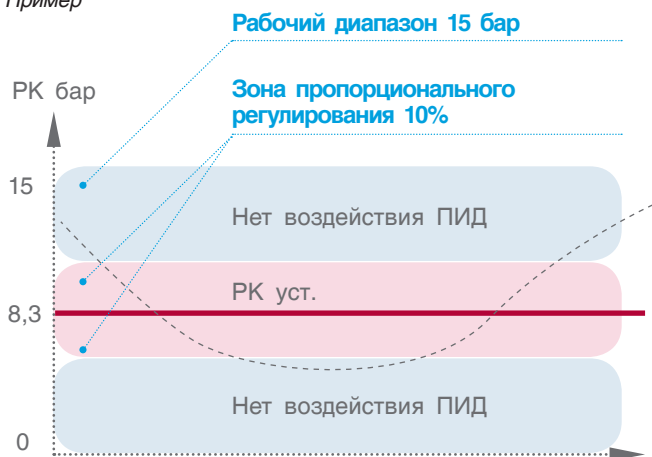 Пример
Рабочий диапазон 15 бар
Зона пропорционального
регулирования 10%
РК бар
15
Нет воздействия ПИД
РК уст.
8,3
Нет воздействия ПИД
0